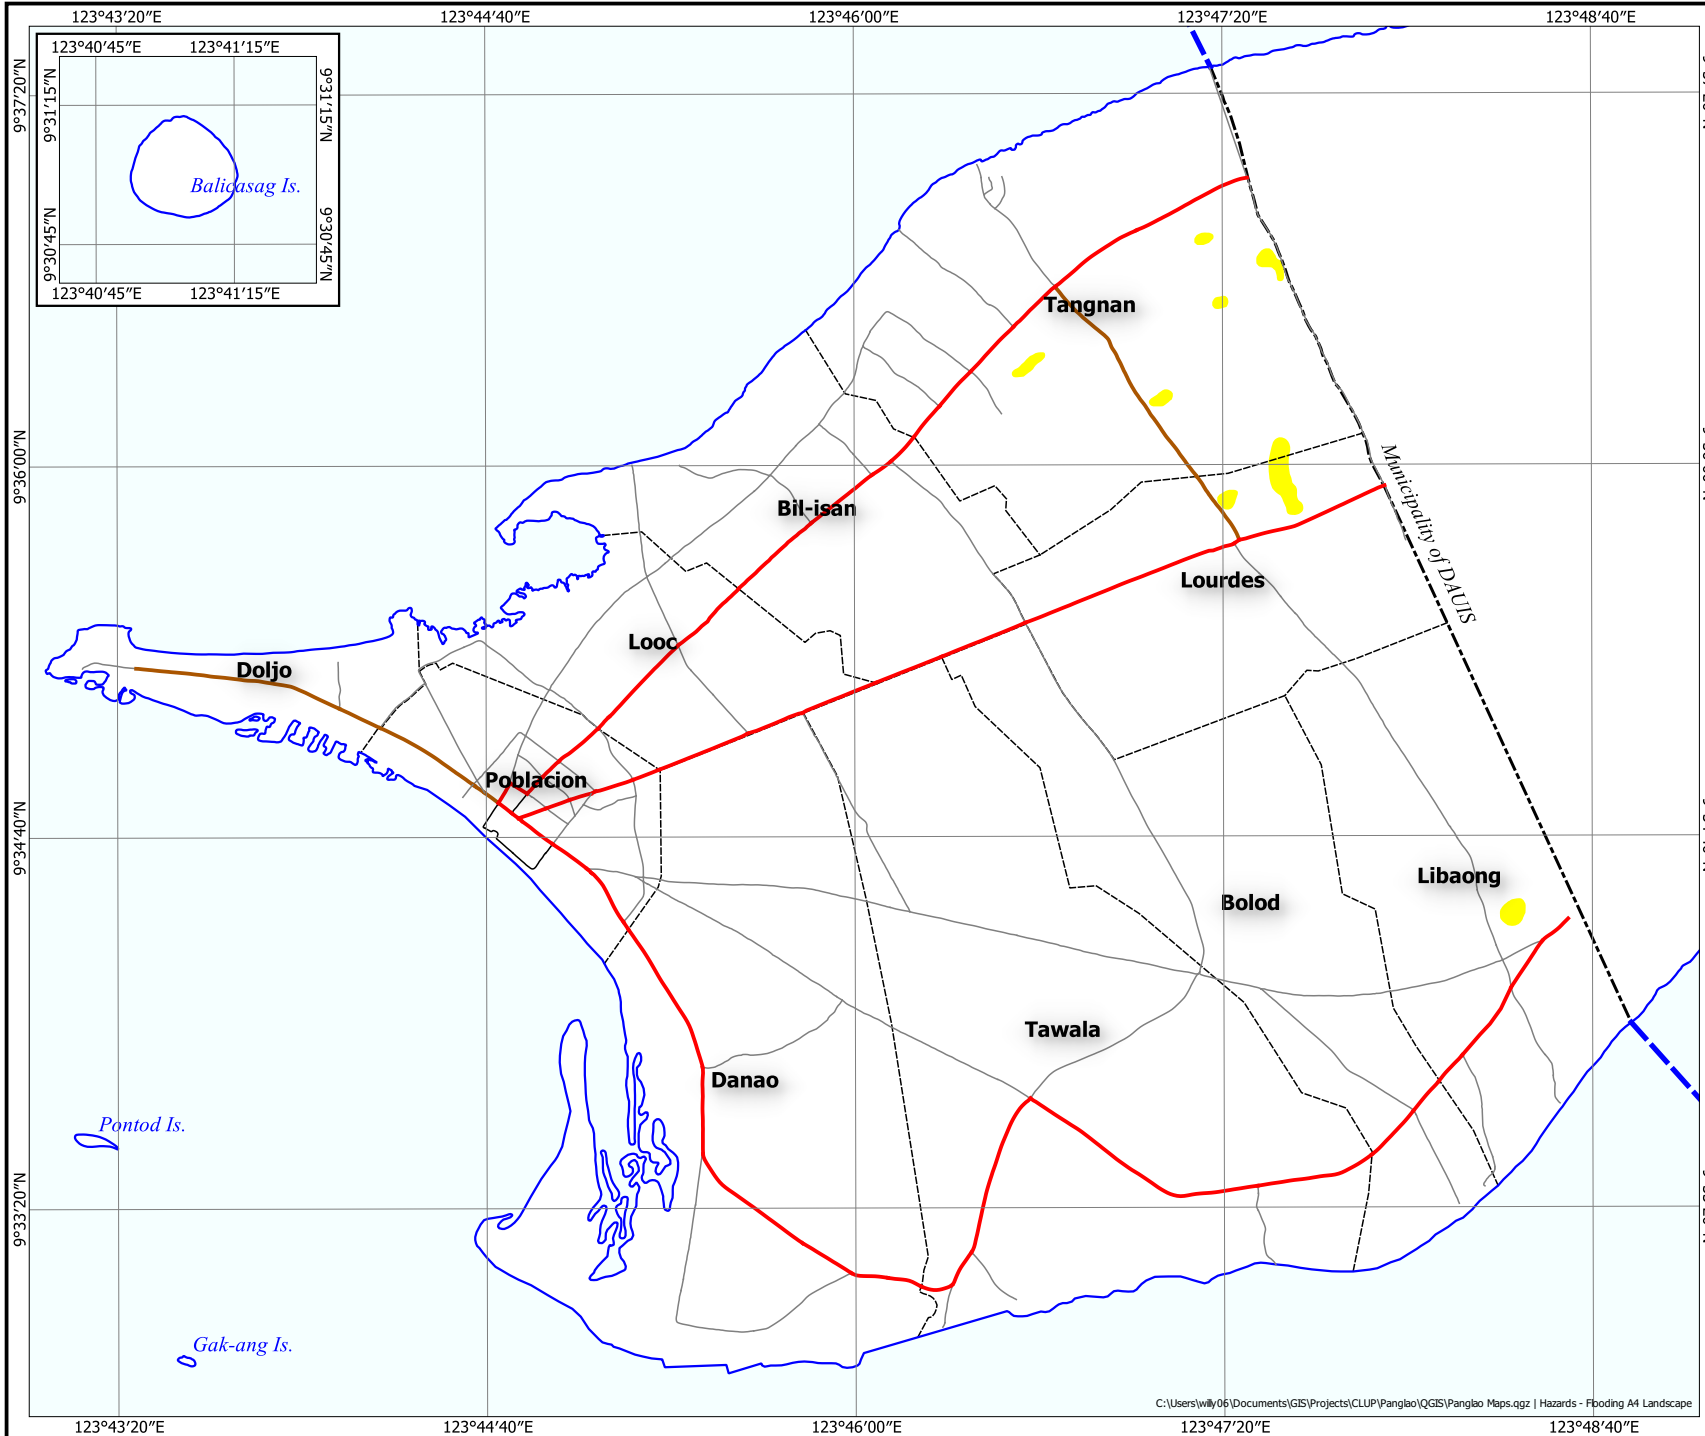 123°43′20″E 123°44′40″E 123°46′00″E 123°47′20″E 123°48′40″E
123°40′45″E 123°41′15″E
9°31′15″N
9°31′15″N
9°30′45″N
9°30′45″N
Balicasag Is.
123°40′45″E 123°41′15″E
9°37′20″N
9°36′00″N
9°34′40″N
9°33′20″N
Tangnan
Municipality of DAUIS
Bil-isan
Lourdes
Looc
Doljo
Poblacion
Libaong
Bolod
Tawala
Danao
Pontod Is.
Gak-ang Is.
C:\Users\willy06\Documents\GIS\Projects\CLUP\Panglao\QGIS\Panglao Maps.qgz | Hazards - Flooding A4 Landscape
123°43′20″E 123°44′40″E 123°46′00″E 123°47′20″E 123°48′40″E